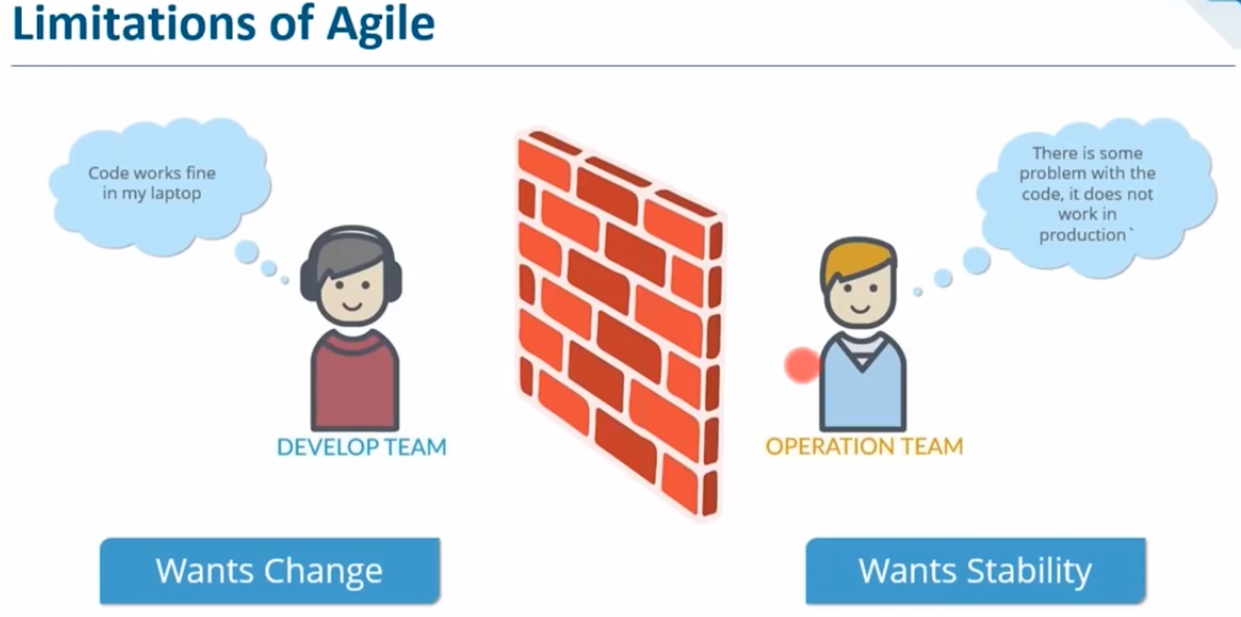 Limitations of Agile
Code works fine
in my laptop
There is some
problem with the
code, it does not
work in
production`
DEVELOP TEAM
OPERATION TEAM
Wants Change
Wants Stability